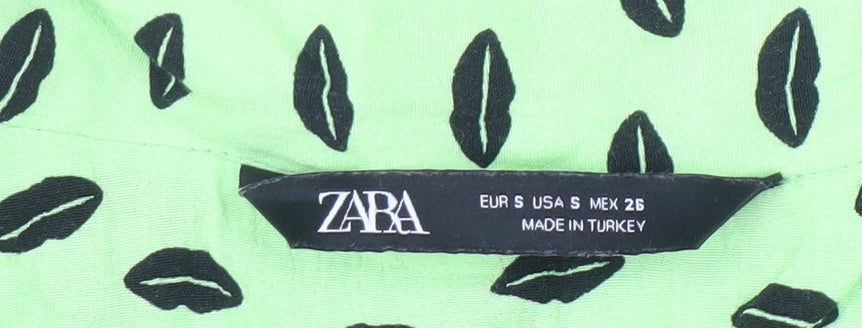 ZARA
EUR S USA S MEX 26
MADE IN TURKEY